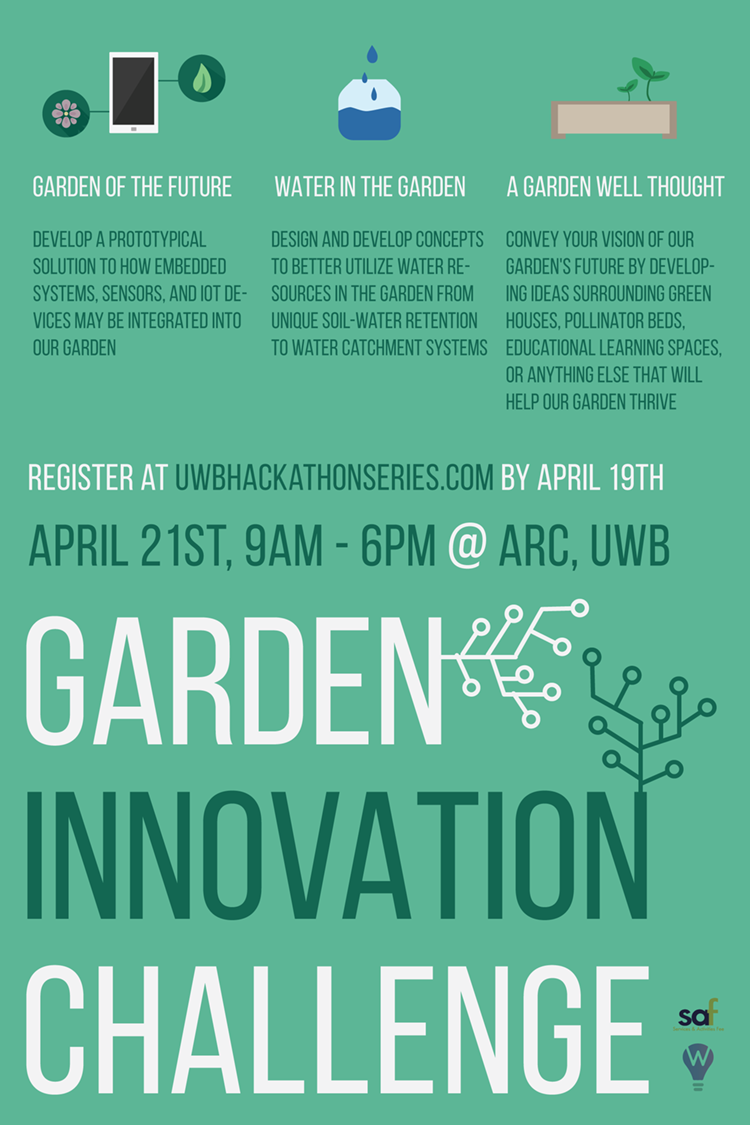 GARDEN OF THE FUTURE
DEVELOP A PROTOTYPICAL
SOLUTION TO HOW EMBEDDED
SYSTEMS, SENSORS, AND IOT DE-
VICES MAY BE INTEGRATED INTO
OUR GARDEN
WATER IN THE GARDEN
DESIGN AND DEVELOP CONCEPTS
TO BETTER UTILIZE WATER RE-
SOURCES IN THE GARDEN FROM
UNIQUE SOIL-WATER RETENTION
TO WATER CATCHMENT SYSTEMS
A GARDEN WELL THOUGHT
CONVEY YOUR VISION OF OUR
GARDEN'S FUTURE BY DEVELOP-
ING IDEAS SURROUNDING GREEN
HOUSES, POLLINATOR BEDS,
EDUCATIONAL LEARNING SPACES,
OR ANYTHING ELSE THAT WILL
HELP OUR GARDEN THRIVE
REGISTER AT UWBHACKATHONSERIES.COM BY APRIL 19TH
APRIL 21ST, 9AM - 6PM @ ARC, UWB
GARDEN
INNOVATION
CHALLENGE
saf
W